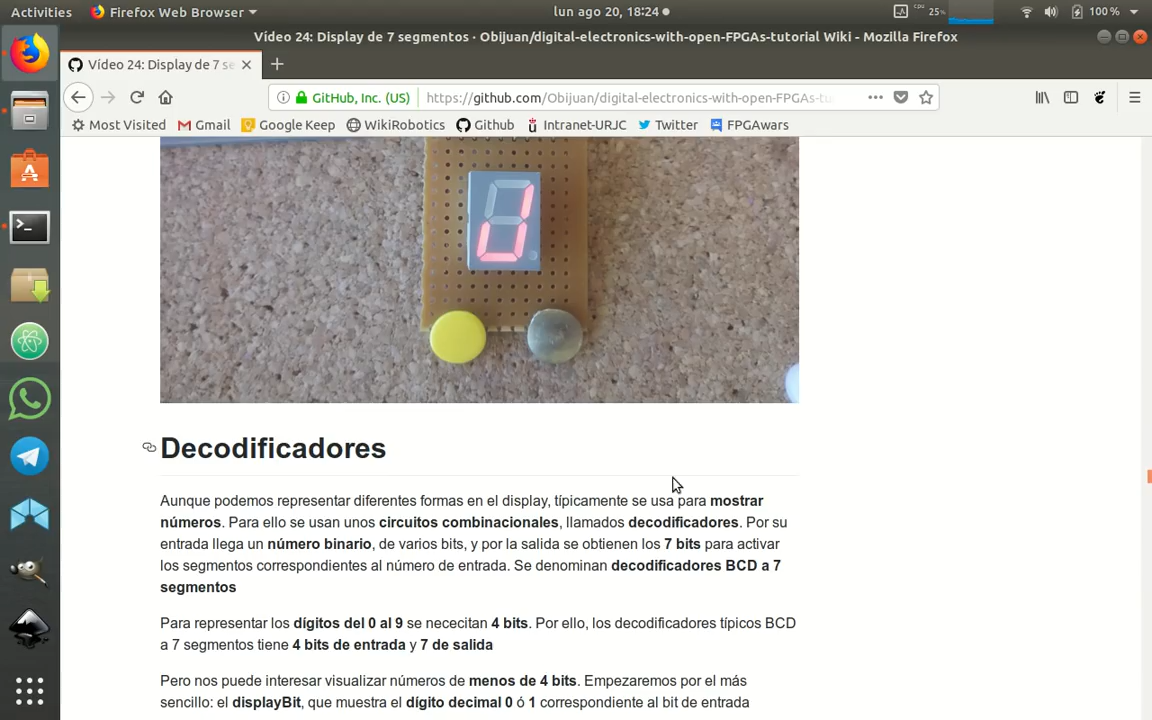 Activities Firefox Web Browser lun ago 20, 18:24 cpu 25% 100 %
Vídeo 24: Display de 7 segmentos · Obijuan/digital-electronics-with-open-FPGAs-tutorial Wiki - Mozilla Firefox
Vídeo 24: Display de 7 se
GitHub, Inc. (US) https://github.com/Obijuan/digital-electronics-with-open-FPGAs-tu
Most Visited Gmail Google Keep WikiRobotics Github Intranet-URJC Twitter FPGAwars
Decodificadores
Aunque podemos representar diferentes formas en el display, típicamente se usa para mostrar
números. Para ello se usan unos circuitos combinacionales, llamados decodificadores. Por su
entrada llega un número binario, de varios bits, y por la salida se obtienen los 7 bits para activar
los segmentos correspondientes al número de entrada. Se denominan decodificadores BCD a 7
segmentos
Para representar los dígitos del 0 al 9 se nececitan 4 bits. Por ello, los decodificadores típicos BCD
a 7 segmentos tiene 4 bits de entrada y 7 de salida
Pero nos puede interesar visualizar números de menos de 4 bits. Empezaremos por el más
sencillo: el displayBit, que muestra el dígito decimal 0 ó 1 correspondiente al bit de entrada